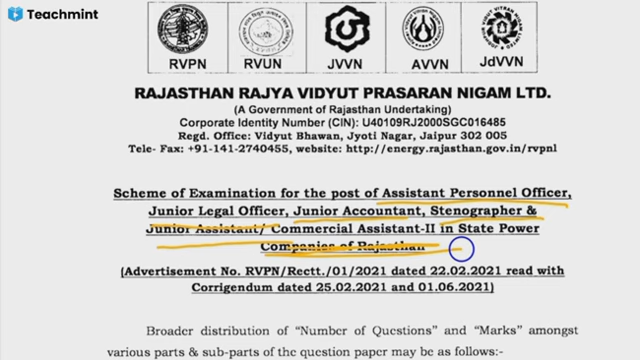 Teachmint
RVPN RVUN JVVN AVVN JdVVN
RAJASTHAN RAJYA VIDYUT PRASARAN NIGAM LTD.
(A Government of Rajasthan Undertaking)
Corporate Identity Number (CIN): U40109RJ2000SGC016485
Regd. Office: Vidyut Bhawan, Jyoti Nagar, Jaipur 302 005
Tele- Fax: +91-141-2740455, website: http://energy.rajasthan.gov.in/rvpnl
Scheme of Examination for the post of Assistant Personnel Officer,
Junior Legal Officer, Junior Accountant, Stenographer &
Junior Assistant/ Commercial Assistant-II in State Power
Companies of Rajasthan
(Advertisement No. RVPN/Rectt./01/2021 dated 22.02.2021 read with
Corrigendum dated 25.02.2021 and 01.06.2021)
Broader distribution of "Number of Questions" and "Marks" amongst
various parts & sub-parts of the question paper may be as follows:-